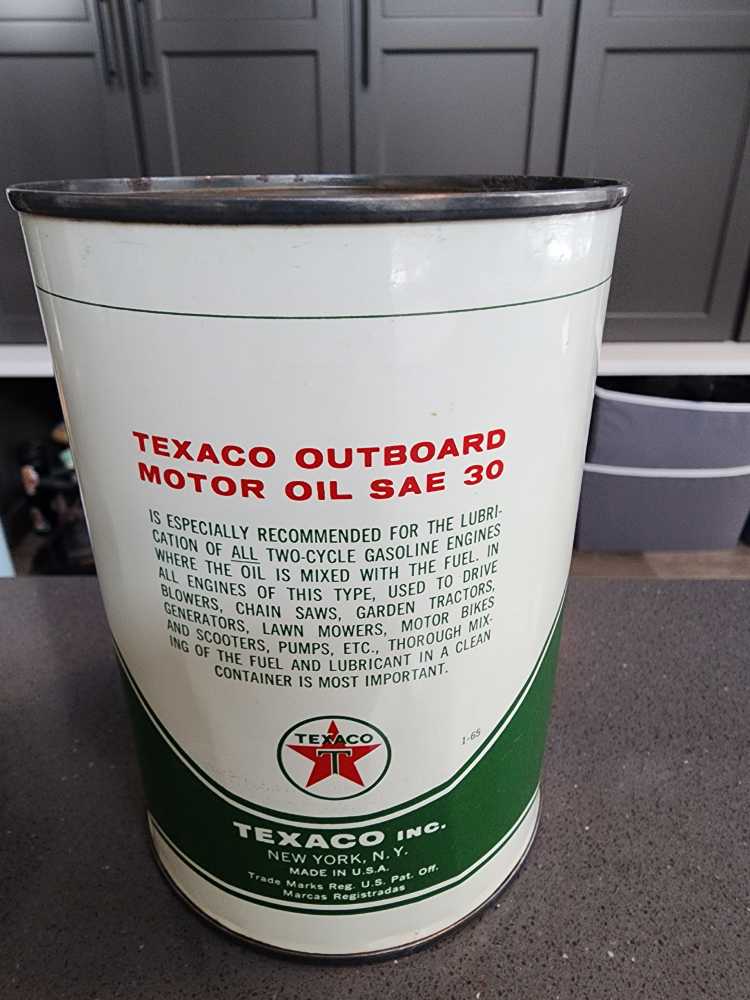 TEXACO OUTBOARD
MOTOR OIL SAE 30
IS ESPECIALLY RECOMMENDED FOR THE LUBRI-
CATION OF ALL TWO-CYCLE GASOLINE ENGINES
WHERE THE OIL IS MIXED WITH THE FUEL. IN
ALL ENGINES OF THIS TYPE, USED TO DRIVE
BLOWERS, CHAIN SAWS, GARDEN TRACTORS,
GENERATORS, LAWN MOWERS, MOTOR BIKES
AND SCOOTERS, PUMPS, ETC., THOROUGH MIX-
ING OF THE FUEL AND LUBRICANT IN A CLEAN
CONTAINER IS MOST IMPORTANT.
TEXACO
T
1-65
TEXACO INC.
NEW YORK, N.Y.
MADE IN U.S.A.
Trade Marks Reg. U.S. Pat. Off.
Marcas Registradas